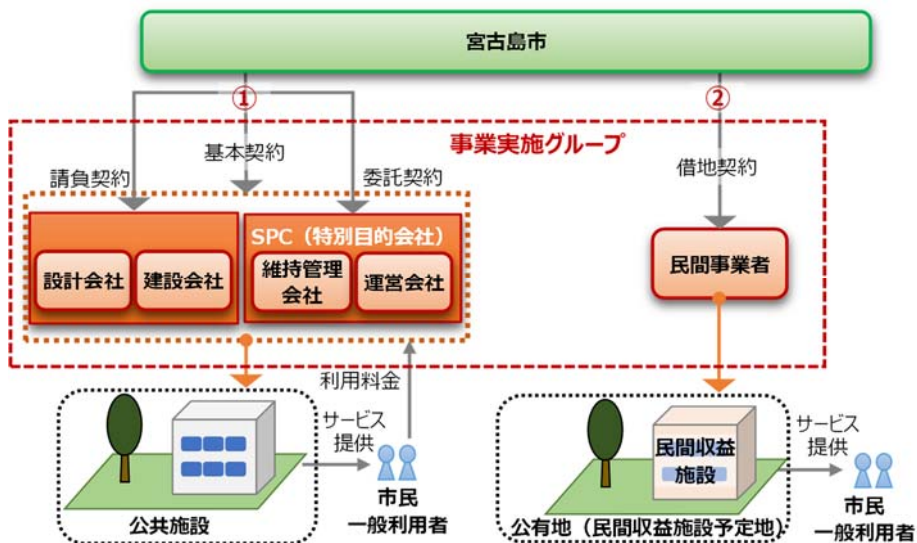 宮古島市
①
②
事業実施グループ
基本契約
請負契約
委託契約
借地契約
SPC（特別目的会社）
設計会社
建設会社
維持管理
会社
運営会社
民間事業者
利用料金
サービス
提供
市民
一般利用者
公共施設
民間収益
施設
サービス
提供
市民
一般利用者
公有地（民間収益施設予定地）